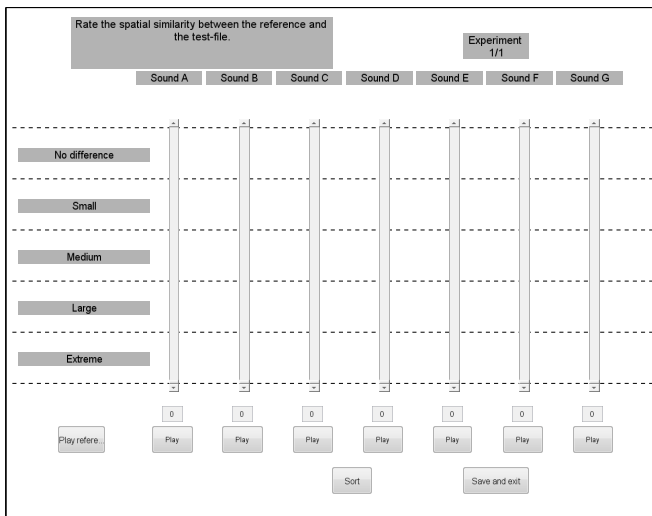 Rate the spatial similarity between the reference and
the test-file.
Experiment
1/1
Sound A Sound B Sound C Sound D Sound E Sound F Sound G
No difference
Small
Medium
Large
Extreme
0 0 0 0 0 0 0
Play refere... Play Play Play Play Play Play Play
Sort Save and exit